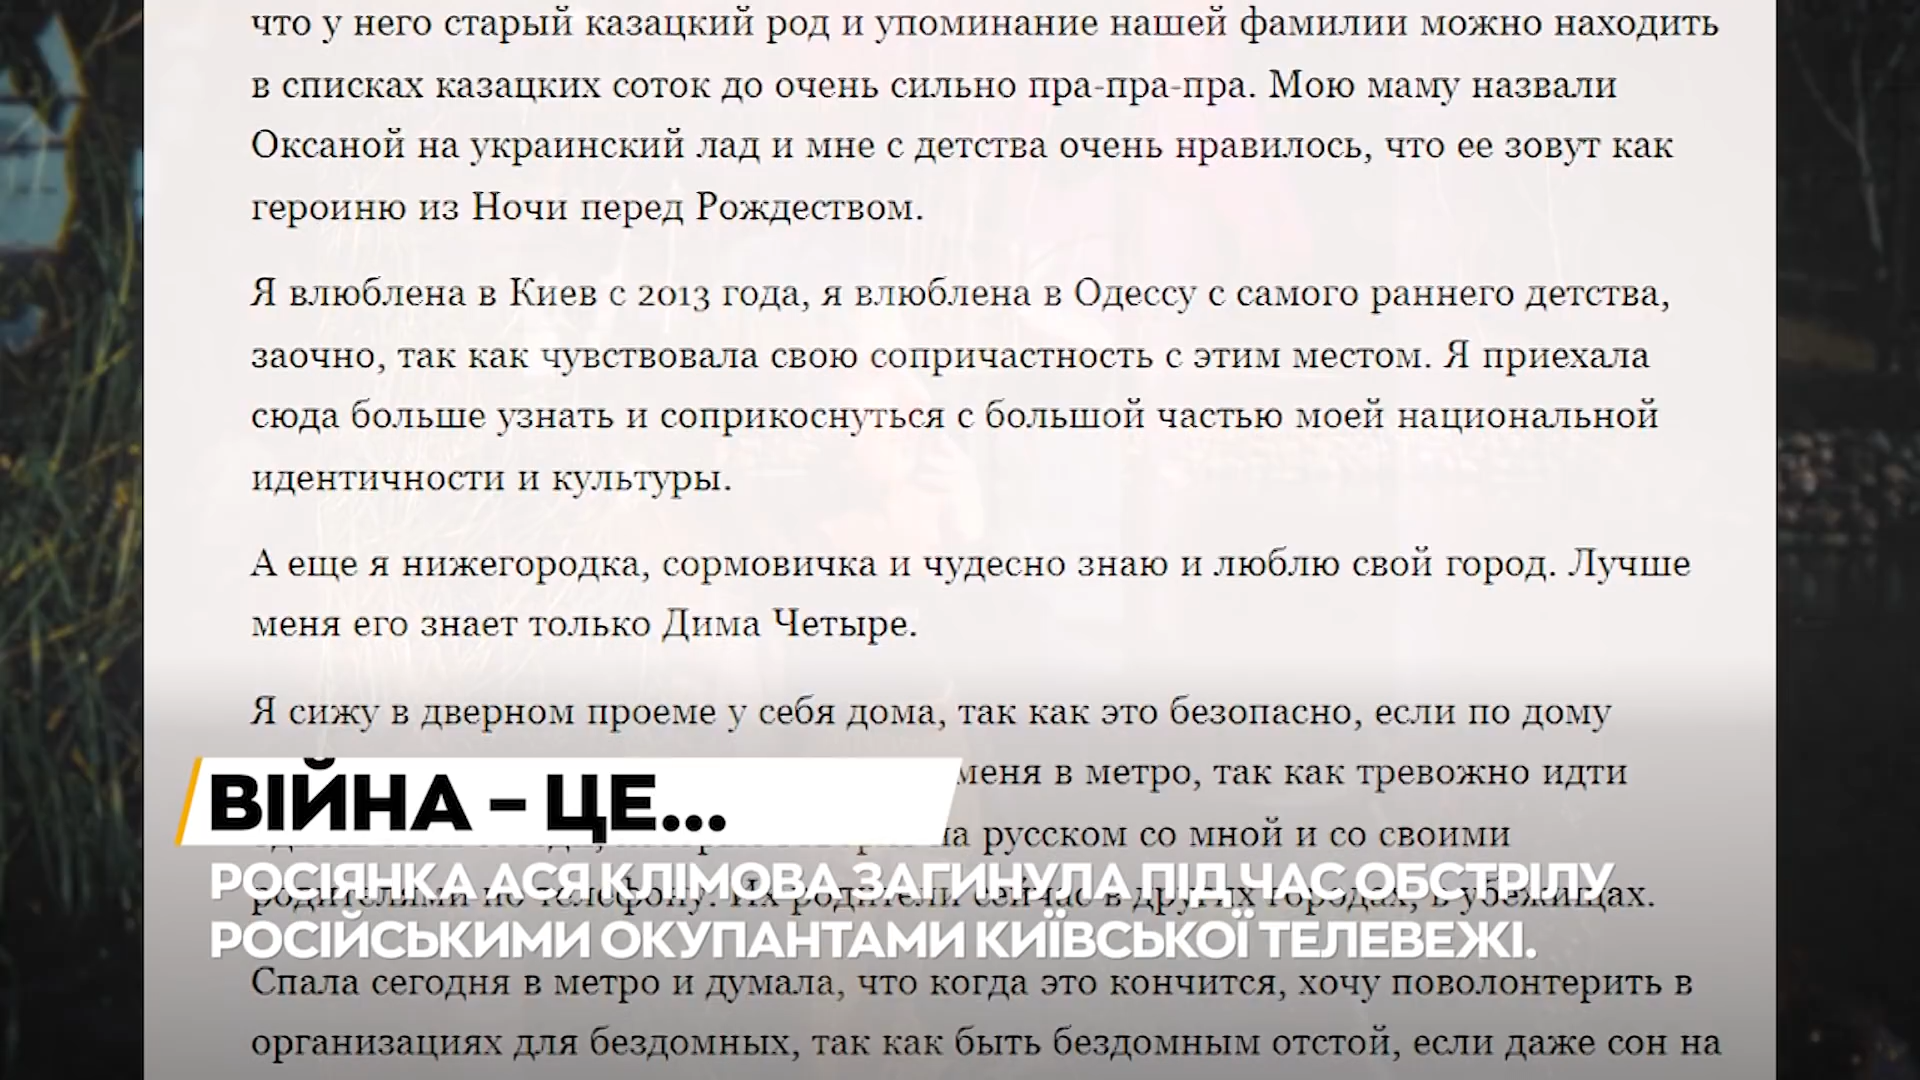 что у него старый казацкий род и упоминание нашей фамилии можно находить
в списках казацких соток до очень сильно пра-пра-пра. Мою маму назвали
Оксаной на украинский лад и мне с детства очень нравилось, что ее зовут как
героиню из Ночи перед Рождеством.
Я влюблена в Киев с 2013 года, я влюблена в Одессу с самого раннего детства,
заочно, так как чувствовала свою сопричастность с этим местом. Я приехала
сюда больше узнать и соприкоснуться с большой частью моей национальной
идентичности и культуры.
А еще я нижегородка, сормовичка и чудесно знаю и люблю свой город. Лучше
меня его знает только Дима Четыре.
Я сижу в дверном проеме у себя дома, так как это безопасно, если по дому
меня в метро, так как тревожно идти
ВІЙНА – ЦЕ...
на русском со мной и со своими
РОСІЯНКА АСЯ КЛІМОВА ЗАГИНУЛА ПІД ЧАС ОБСТРІЛУ
родителями по телефону. Их родители сейчас в других городах, в убежищах.
РОСІЙСЬКИМИ ОКУПАНТАМИ КИЇВСЬКОЇ ТЕЛЕВЕЖІ.
Спала сегодня в метро и думала, что когда это кончится, хочу поволонтерить в
организациях для бездомных, так как быть бездомным отстой, если даже сон на